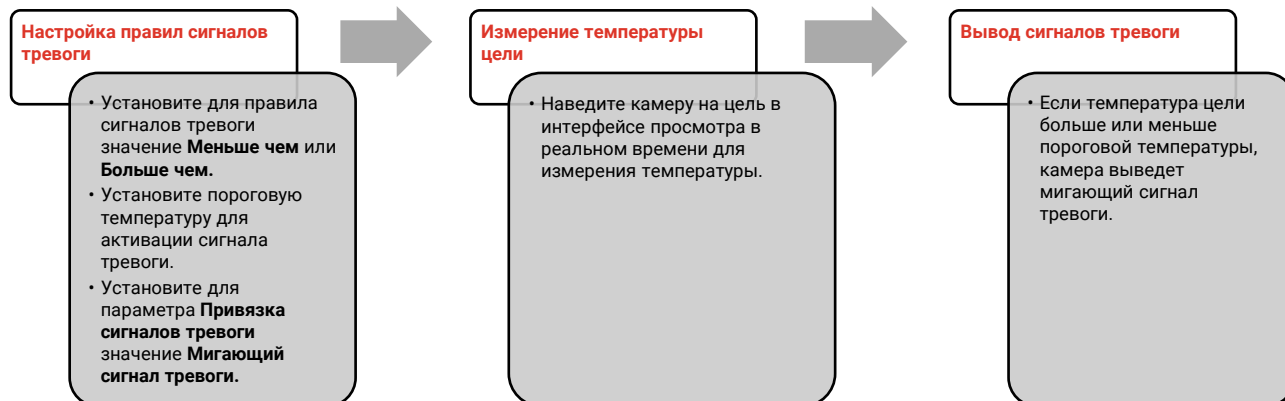 Настройка правил сигналов
тревоги
• Установите для правила
сигналов тревоги
значение Меньше чем или
Больше чем.
• Установите пороговую
температуру для
активации сигнала
тревоги.
• Установите для
параметра Привязка
сигналов тревоги
значение Мигающий
сигнал тревоги.
Измерение температуры
цели
• Наведите камеру на цель в
интерфейсе просмотра в
реальном времени для
измерения температуры.
Вывод сигналов тревоги
• Если температура цели
больше или меньше
пороговой температуры,
камера выведет
мигающий сигнал
тревоги.